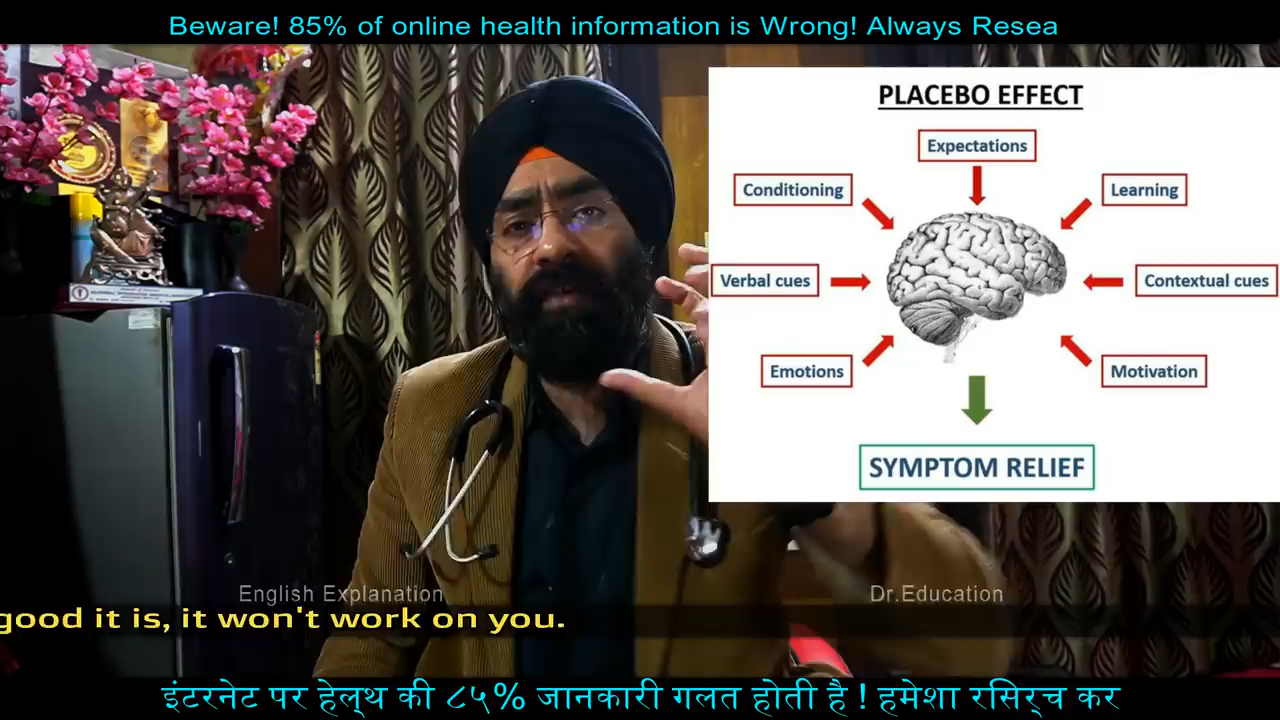 Beware! 85% of online health information is Wrong! Always Resea
PLACEBO EFFECT
Expectations
Conditioning
Learning
Verbal cues
Contextual cues
Emotions
Motivation
SYMPTOM RELIEF
English Explanation
Dr.Education
good it is, it won't work on you.
इंटरनेट पर हेल्थ की ८५% जानकारी गलत होती है ! हमेशा रसिर्च कर